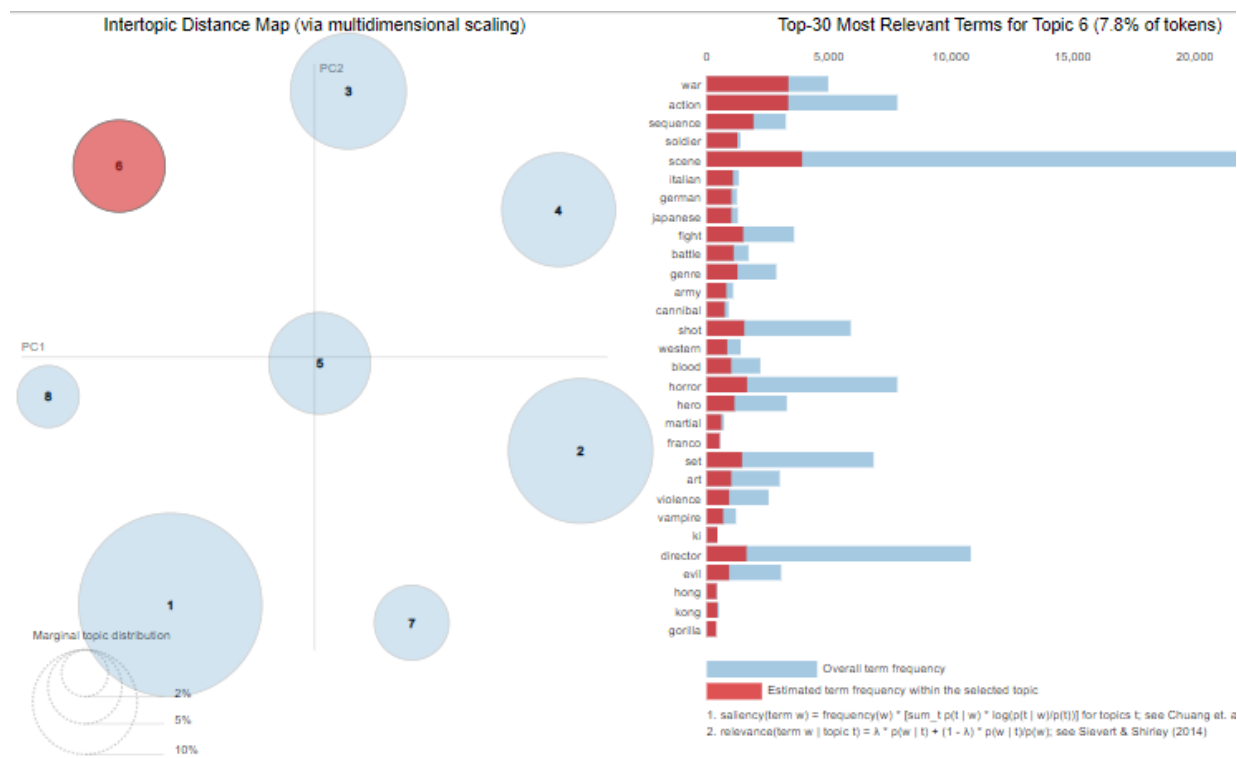 Intertopic Distance Map (via multidimensional scaling)
PC2
3
6
4
PC1
5
8
2
1
7
Marginal topic distribution
2%
5%
10%
Top-30 Most Relevant Terms for Topic 6 (7.8% of tokens)
0 5,000 10,000 15,000 20,000
war
action
sequence
soldier
scene
italian
german
japanese
fight
battle
genre
army
cannibal
shot
western
blood
horror
hero
martial
franco
set
art
violence
vampire
ki
director
evil
hong
kong
gorilla
Overall term frequency
Estimated term frequency within the selected topic
1. saliency(term w) = frequency(w) * [sum_t p(t | w) * log(p(t | w)/p(t))] for topics t; see Chuang et. a
2. relevance(term w | topic t) = λ * p(w | t) + (1 - λ) * p(w | t)/p(w); see Sievert & Shirley (2014)